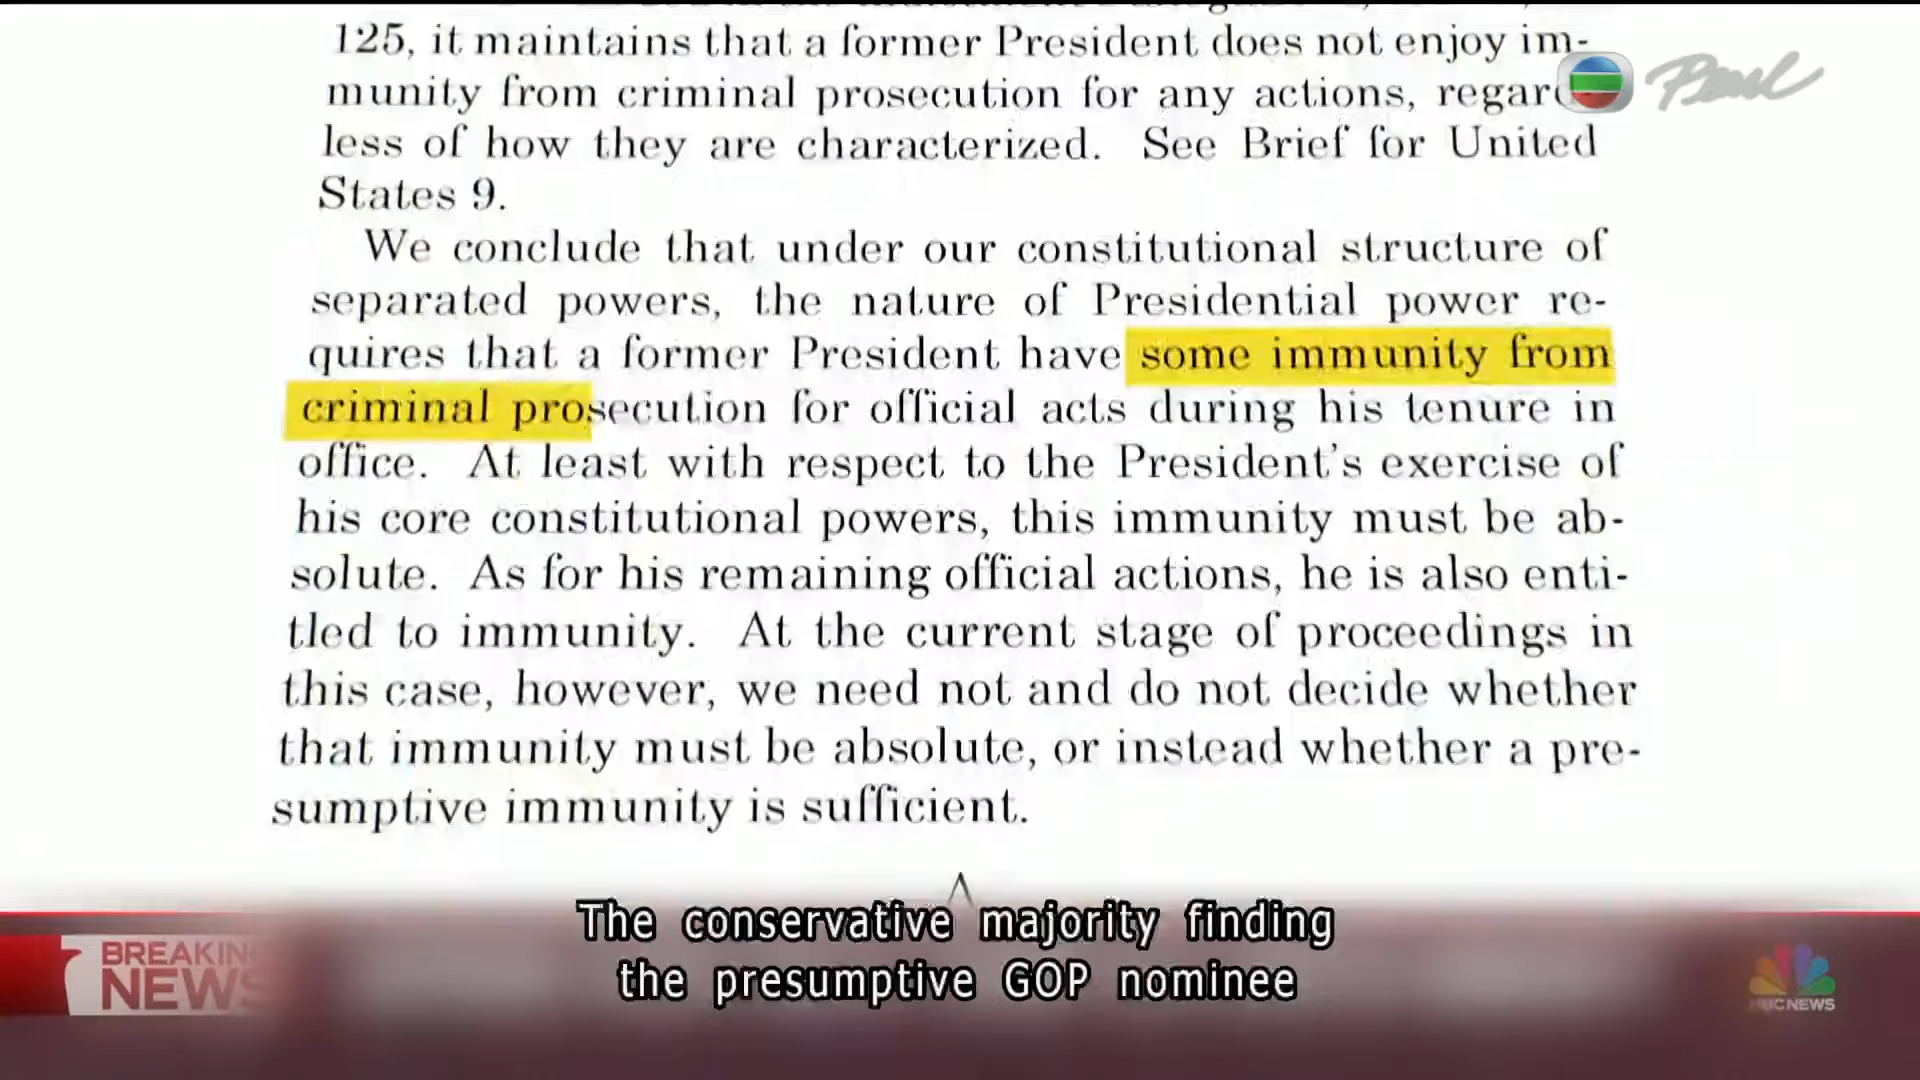 125, it maintains that a former President does not enjoy im-
munity from criminal prosecution for any actions, regard
less of how they are characterized. See Brief for United
States 9.
We conclude that under our constitutional structure of
separated powers, the nature of Presidential power re-
quires that a former President have some immunity from
criminal prosecution for official acts during his tenure in
office. At least with respect to the President's exercise of
his core constitutional powers, this immunity must be ab-
solute. As for his remaining official actions, he is also enti-
tled to immunity. At the current stage of proceedings in
this case, however, we need not and do not decide whether
that immunity must be absolute, or instead whether a pre-
sumptive immunity is sufficient.
Pearl
The conservative majority finding
the presumptive GOP nominee
BREAKING
NEWS
NBC NEWS